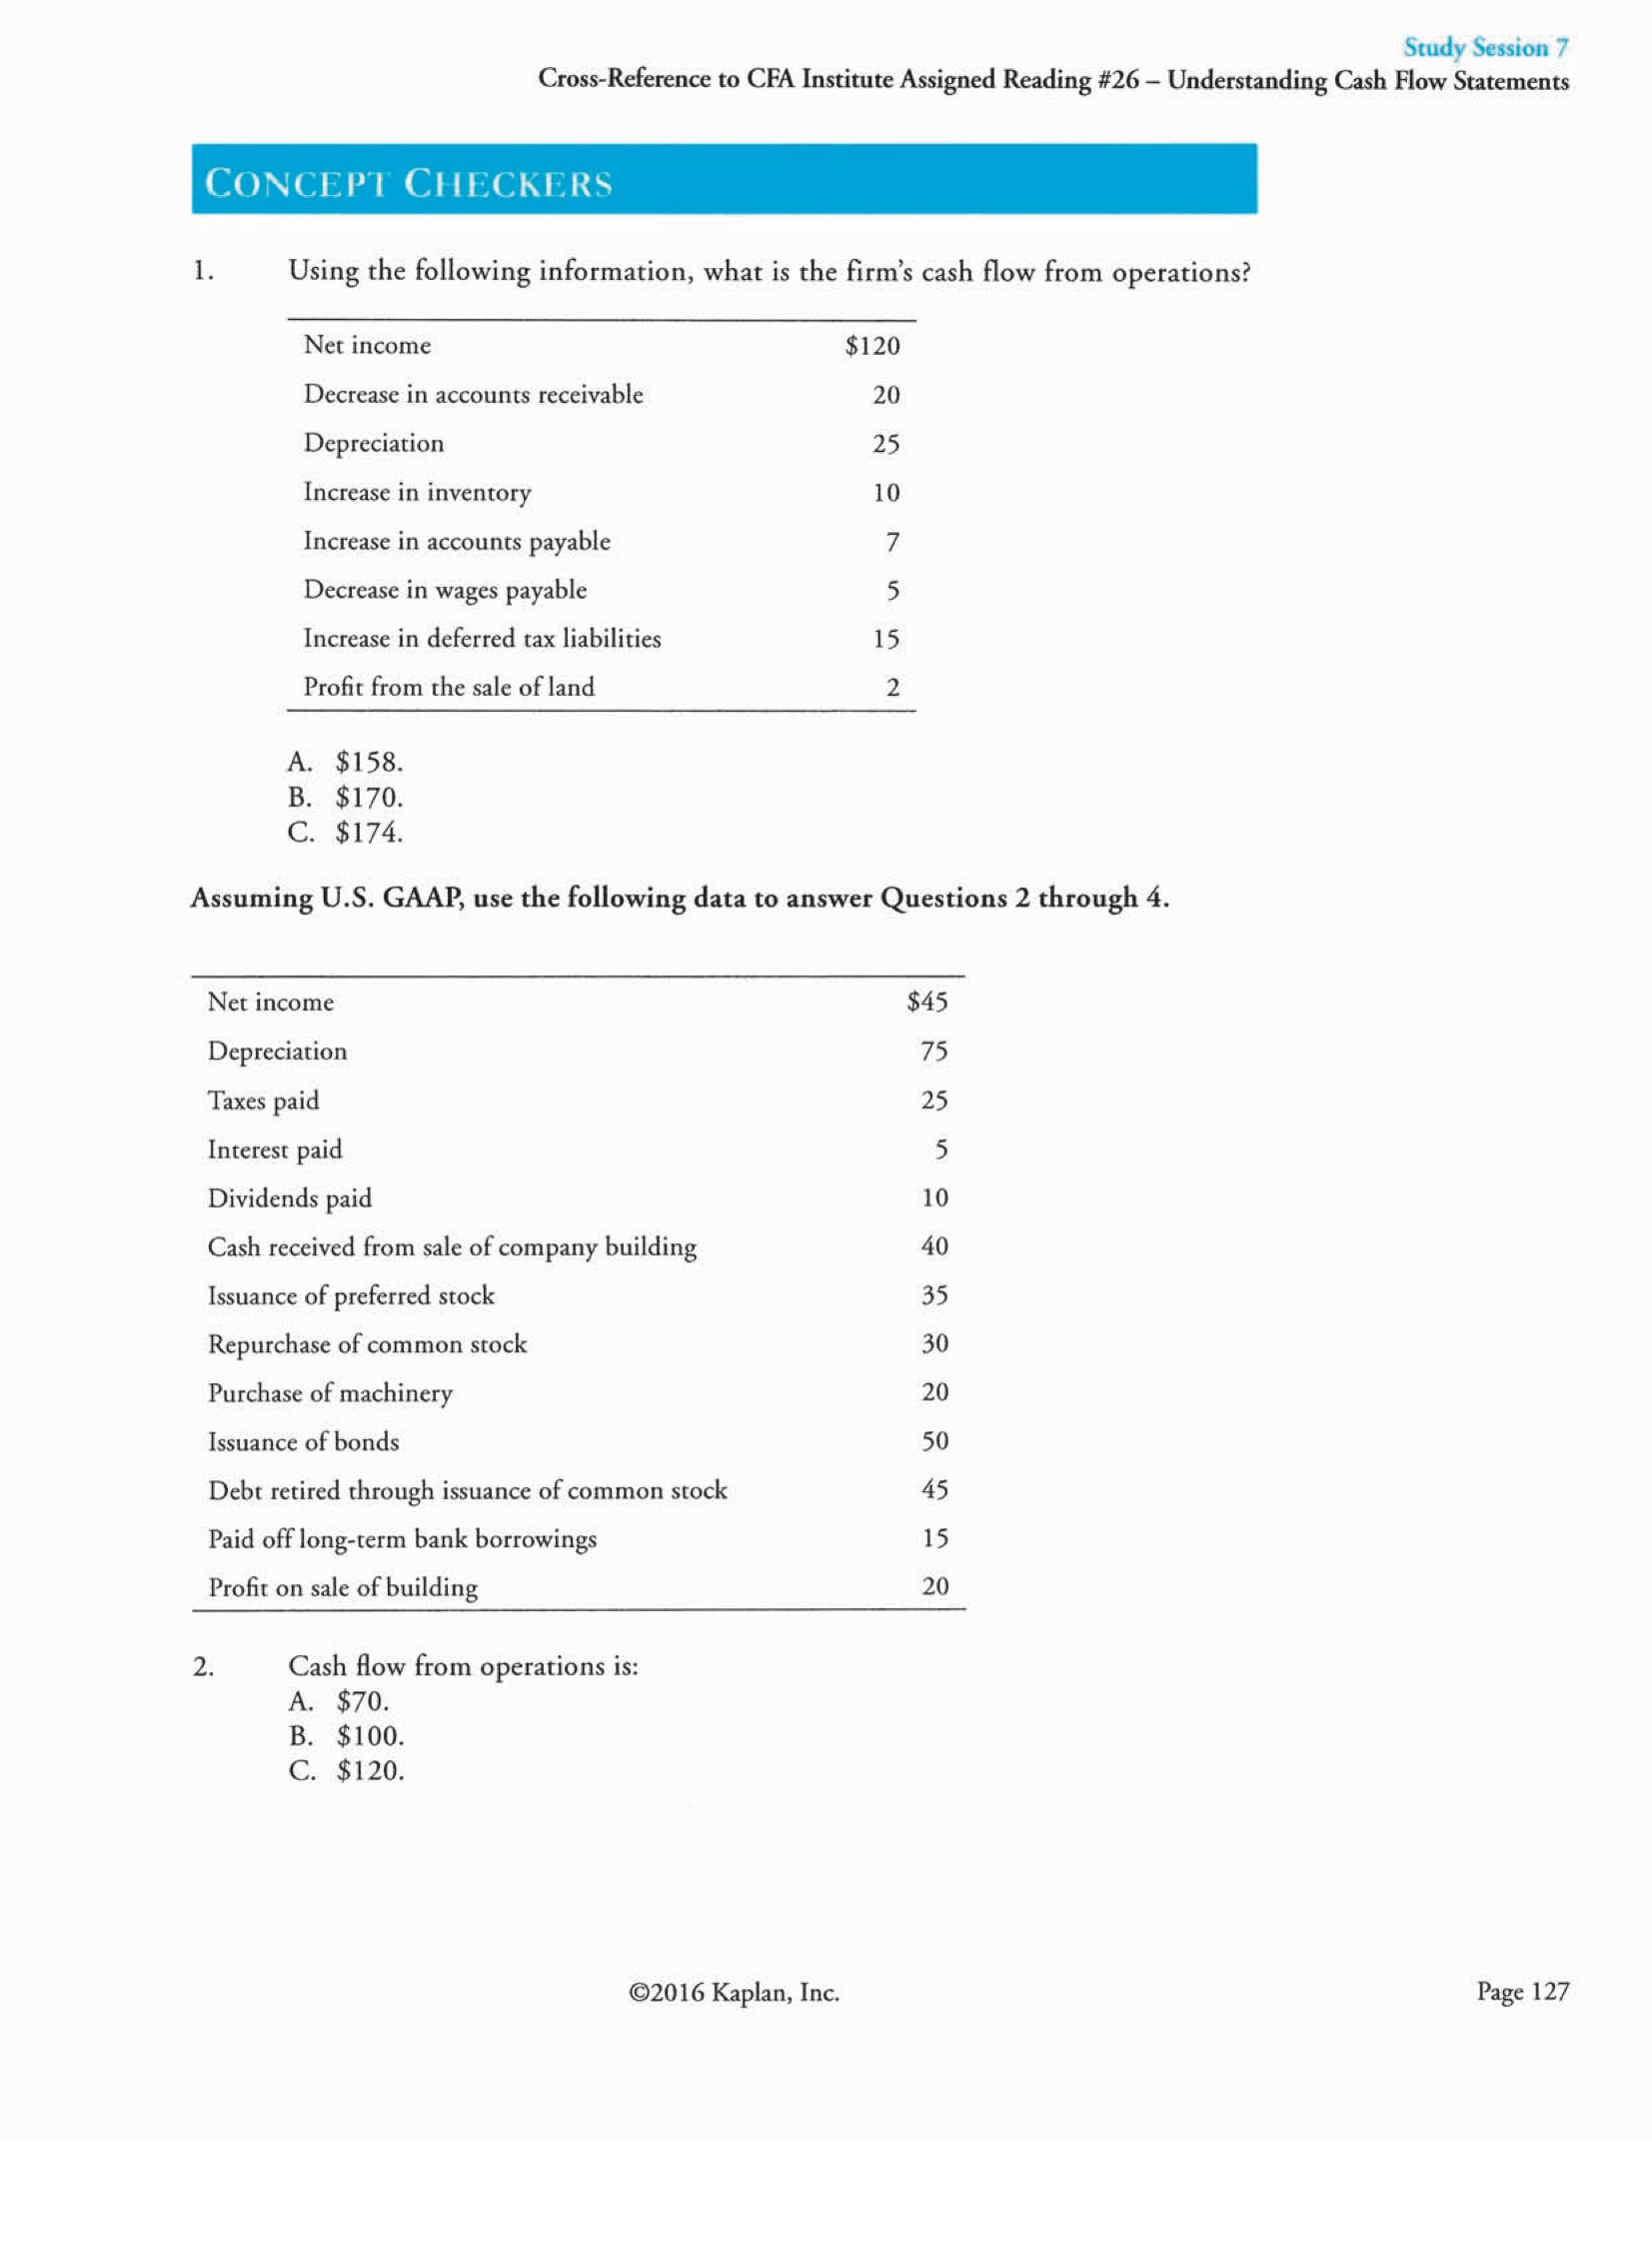 Study Session 7
Cross-Reference to CFA Institute Assigned Reading #26 – Understanding Cash Flow Statements
CONCEPT CHECKERS
1. Using the following information, what is the firm's cash flow from operations?
Net income $120
Decrease in accounts receivable 20
Depreciation 25
Increase in inventory 10
Increase in accounts payable 7
Decrease in wages payable 5
Increase in deferred tax liabilities 15
Profit from the sale of land 2
A. $158.
B. $170.
C. $174.
Assuming U.S. GAAP, use the following data to answer Questions 2 through 4.
Net income $45
Depreciation 75
Taxes paid 25
Interest paid 5
Dividends paid 10
Cash received from sale of company building 40
Issuance of preferred stock 35
Repurchase of common stock 30
Purchase of machinery 20
Issuance of bonds 50
Debt retired through issuance of common stock 45
Paid off long-term bank borrowings 15
Profit on sale of building 20
2. Cash flow from operations is:
A. $70.
B. $100.
C. $120.
©2016 Kaplan, Inc. Page 127